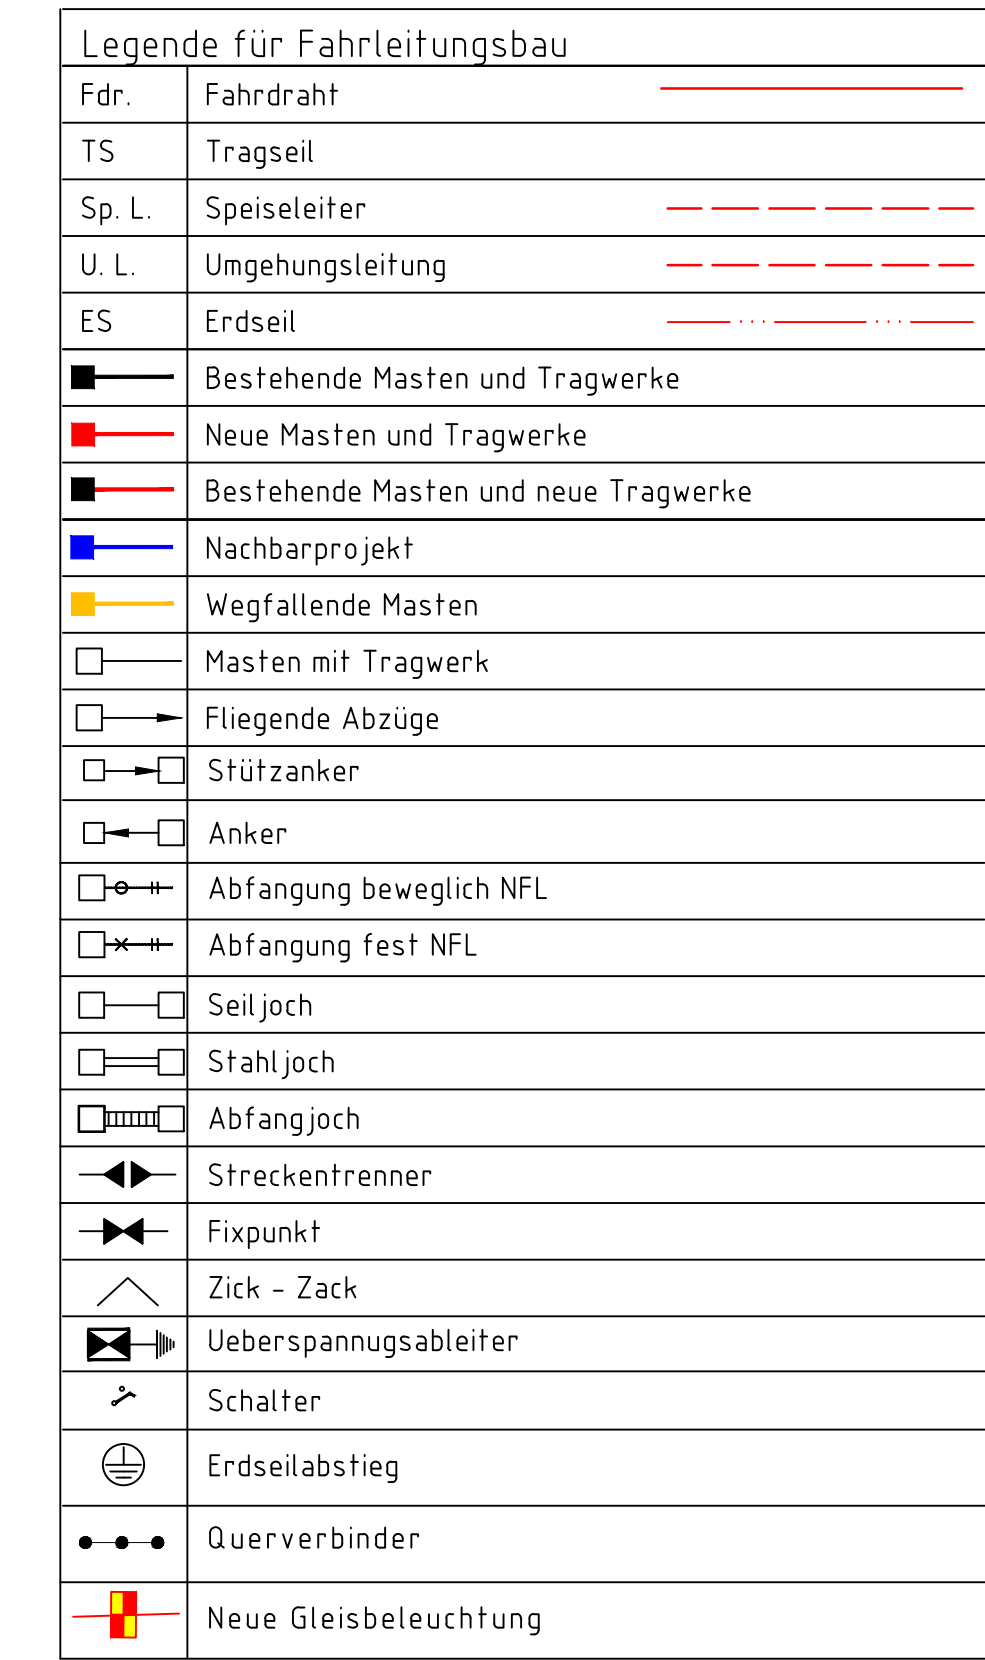 Legende für Fahrleitungsbau
Fdr. Fahrdraht
TS Tragseil
Sp. L. Speiseleiter
U. L. Umgehungsleitung
ES Erdseil
Bestehende Masten und Tragwerke
Neue Masten und Tragwerke
Bestehende Masten und neue Tragwerke
Nachbarprojekt
Wegfallende Masten
Masten mit Tragwerk
Fliegende Abzüge
Stützanker
Anker
Abfangung beweglich NFL
Abfangung fest NFL
Seiljoch
Stahljoch
Abfangjoch
Streckentrenner
Fixpunkt
Zick - Zack
Ueberspannugsableiter
Schalter
Erdseilabstieg
Querverbinder
Neue Gleisbeleuchtung